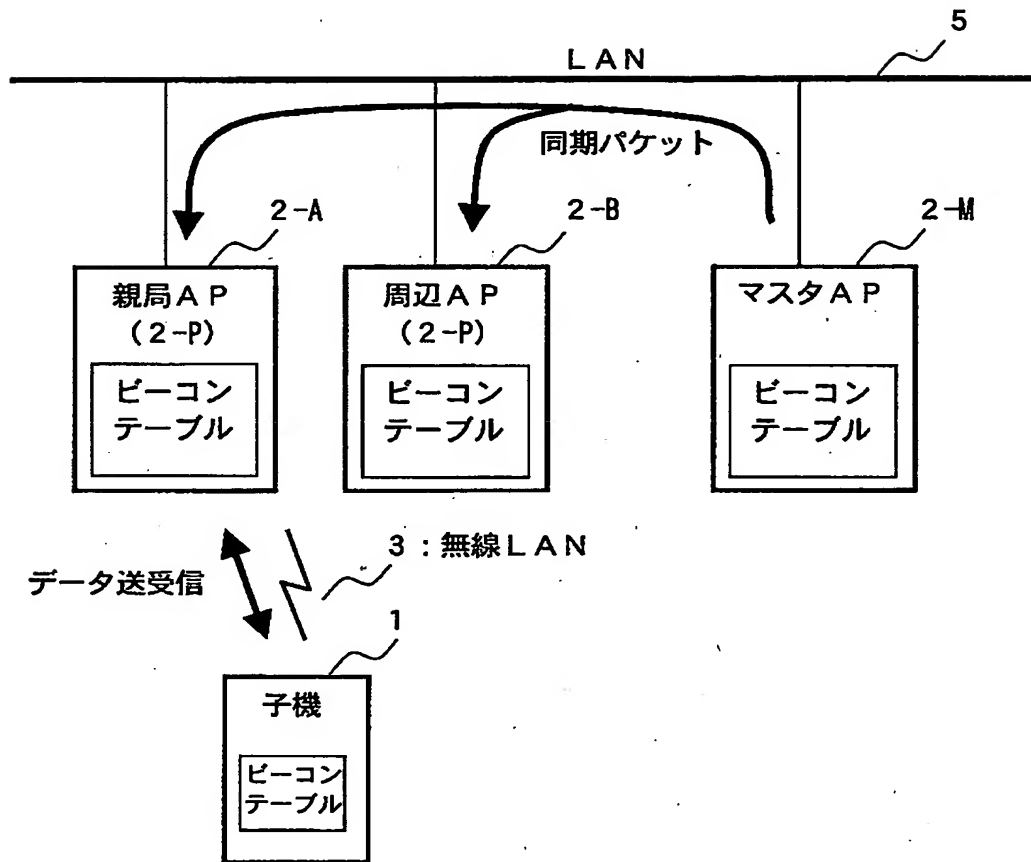 5
LAN
同期パケット
2-A
2-B
2-M
親局AP
(2-P)
ビーコン
テーブル
周辺AP
(2-P)
ビーコン
テーブル
マスタAP
ビーコン
テーブル
データ送受信
3:無線LAN
1
子機
ビーコン
テーブル